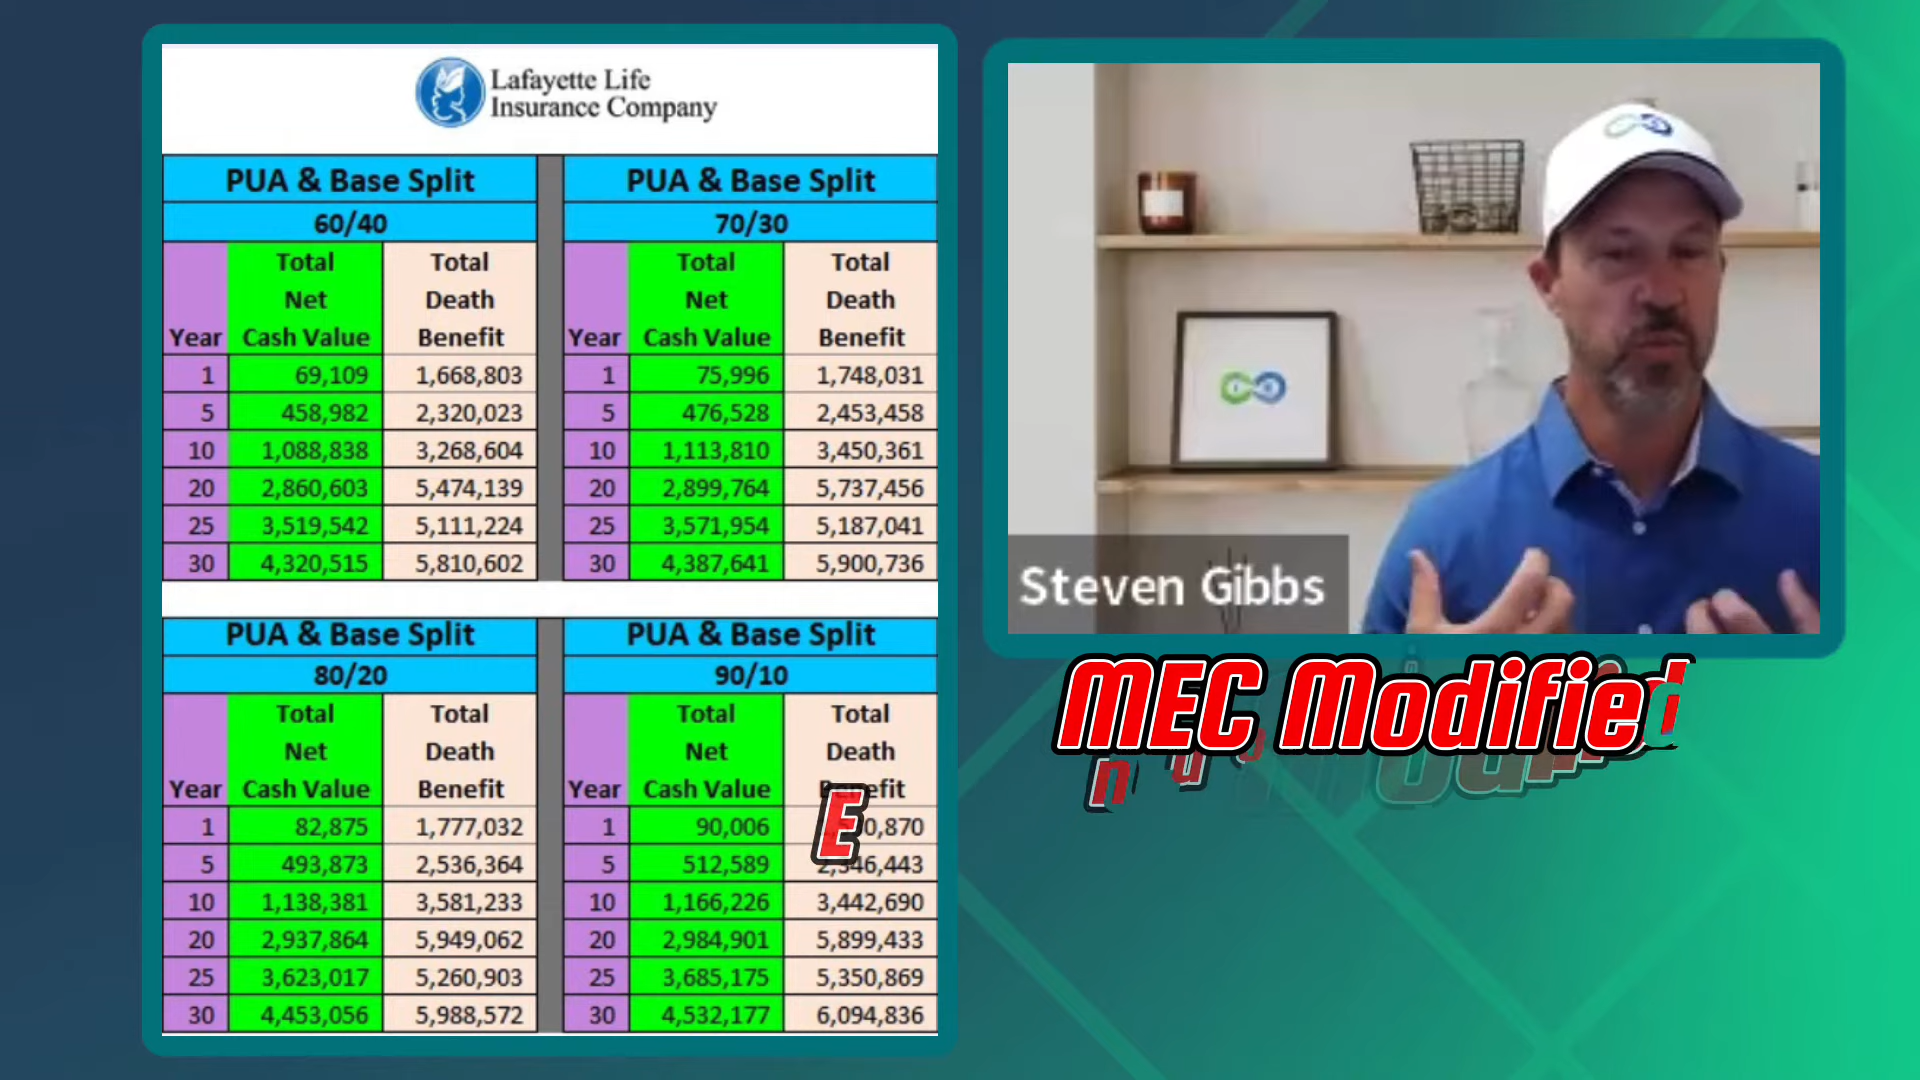 Lafayette Life
Insurance Company
PUA & Base Split
60/40
Year Total Net Cash Value Total Death Benefit
1 69,109 1,668,803
5 458,982 2,320,023
10 1,088,838 3,268,604
20 2,860,603 5,474,139
25 3,519,542 5,111,224
30 4,320,515 5,810,602
PUA & Base Split
70/30
Year Total Net Cash Value Total Death Benefit
1 75,996 1,748,031
5 476,528 2,453,458
10 1,113,810 3,450,361
20 2,899,764 5,737,456
25 3,571,954 5,187,041
30 4,387,641 5,900,736
PUA & Base Split
80/20
Year Total Net Cash Value Total Death Benefit
1 82,875 1,777,032
5 493,873 2,536,364
10 1,138,381 3,581,233
20 2,937,864 5,949,062
25 3,623,017 5,260,903
30 4,453,056 5,988,572
PUA & Base Split
90/10
Year Total Net Cash Value Total Death Benefit
1 90,006
5 512,589 2,346,443
10 1,166,226 3,442,690
20 2,984,901 5,899,433
25 3,685,175 5,350,869
30 4,532,177 6,094,836
E
Steven Gibbs
MEC Modified